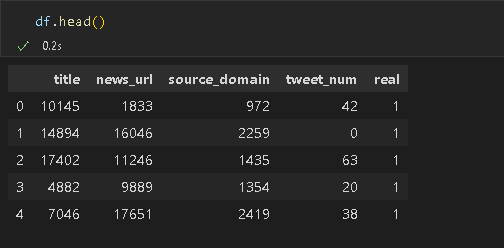 df.head()
0.2s
title news_url source_domain tweet_num real
0 10145 1833 972 42 1
1 14894 16046 2259 0 1
2 17402 11246 1435 63 1
3 4882 9889 1354 20 1
4 7046 17651 2419 38 1